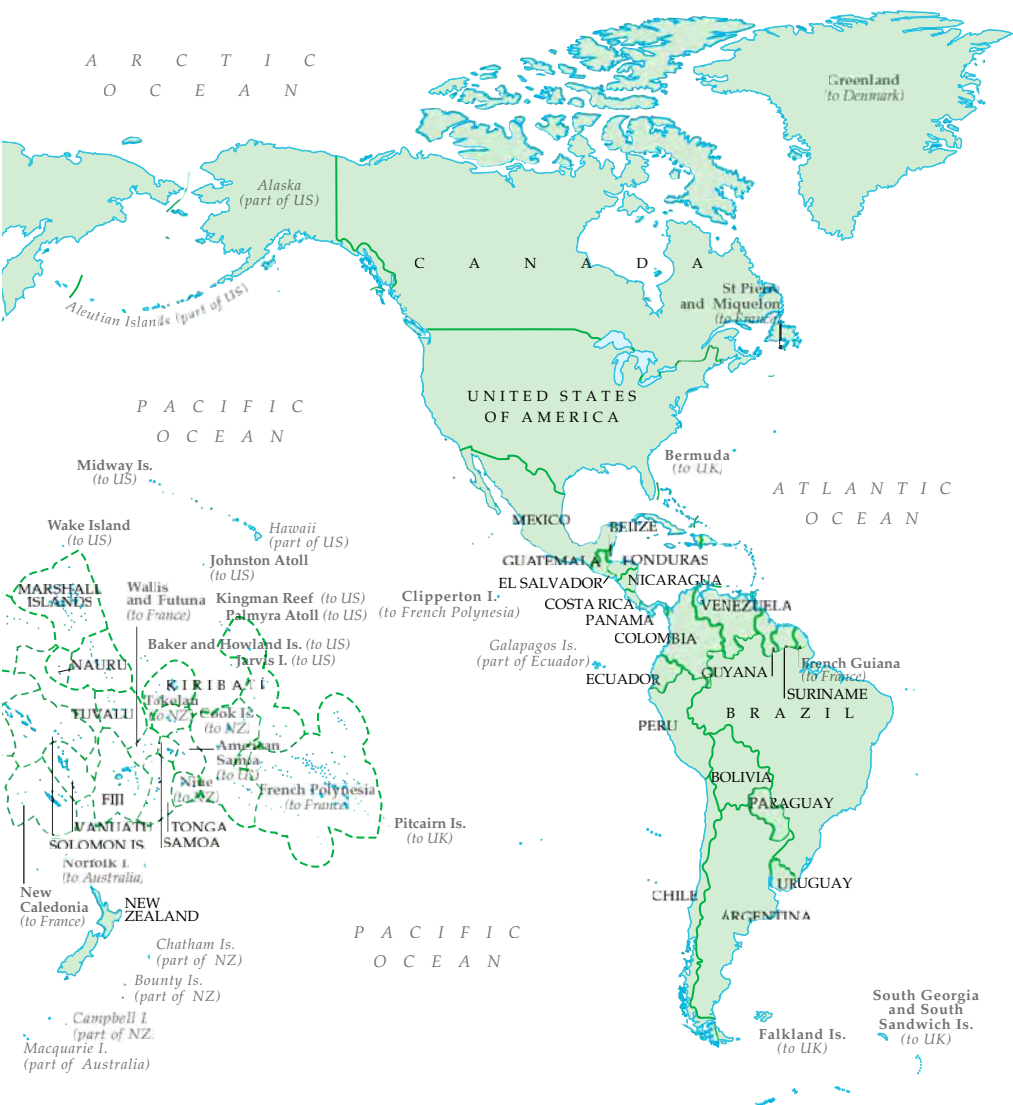 A R C T I C
O C E A N
Greenland
(to Denmark)
Alaska
(part of US)
C A N A D A
Aleutian Islands (part of US)
St Pierre
and Miquelon
(to France)
UNITED STATES
OF AMERICA
P A C I F I C
O C E A N
Midway Is.
(to US)
Bermuda
(to UK)
A T L A N T I C
O C E A N
Wake Island
(to US)
Hawaii
(part of US)
MEXICO
BELIZE
Johnston Atoll
(to US)
GUATEMALA
HONDURAS
EL SALVADOR
NICARAGUA
MARSHALL
ISLANDS
Wallis
and Futuna
(to France)
Kingman Reef (to US)
Palmyra Atoll (to US)
Clipperton I.
(to French Polynesia)
COSTA RICA
PANAMA
VENEZUELA
COLOMBIA
Baker and Howland Is. (to US)
Jarvis I. (to US)
Galapagos Is.
(part of Ecuador)
NAURU
KIRIBATI
ECUADOR
GUYANA
French Guiana
(to France)
SURINAME
TUVALU
Tokelau
(to NZ)
Cook Is.
(to NZ)
PERU
B R A Z I L
American
Samoa
(to US)
Niue
(to NZ)
French Polynesia
(to France)
BOLIVIA
FIJI
PARAGUAY
VANUATU
TONGA
SOLOMON IS.
SAMOA
Pitcairn Is.
(to UK)
Norfolk I.
(to Australia)
New
Caledonia
(to France)
NEW
ZEALAND
CHILE
URUGUAY
ARGENTINA
P A C I F I C
O C E A N
Chatham Is.
(part of NZ)
Bounty Is.
(part of NZ)
Campbell I.
(part of NZ)
Macquarie I.
(part of Australia)
Falkland Is.
(to UK)
South Georgia
and South
Sandwich Is.
(to UK)